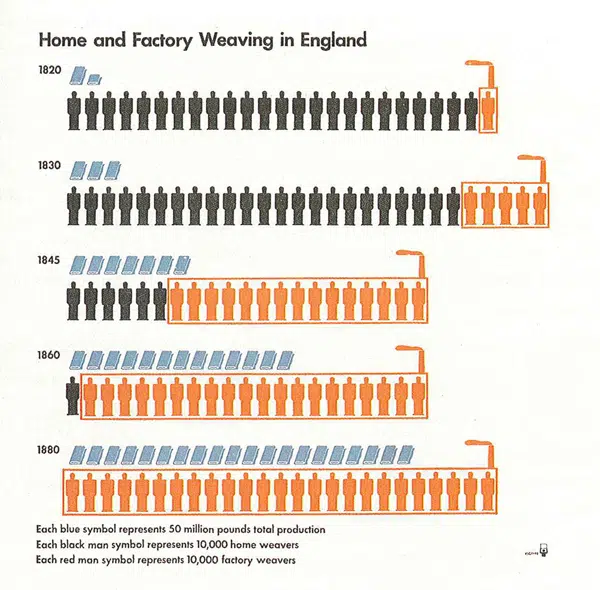 Home and Factory Weaving in England
1820
1830
1845
1860
1880
Each blue symbol represents 50 million pounds total production
Each black man symbol represents 10,000 home weavers
Each red man symbol represents 10,000 factory weavers